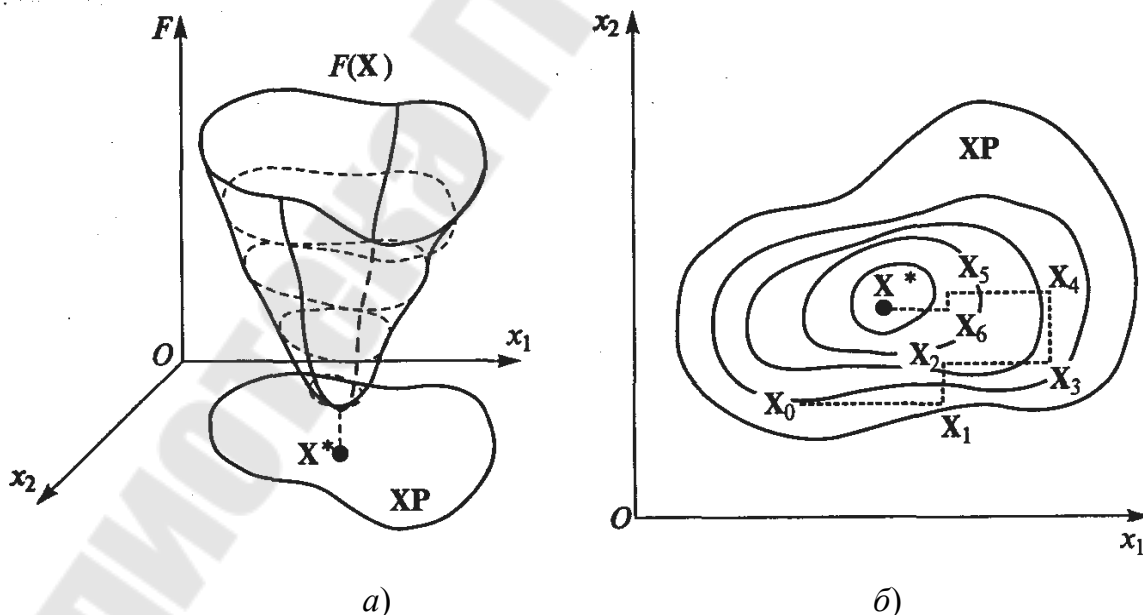 F
F(X)
O
x₁
x₂
X*
XP
а)
x₂
XP
X*
X₅
X₄
X₆
X₂
X₃
X₀
X₁
O
x₁
б)